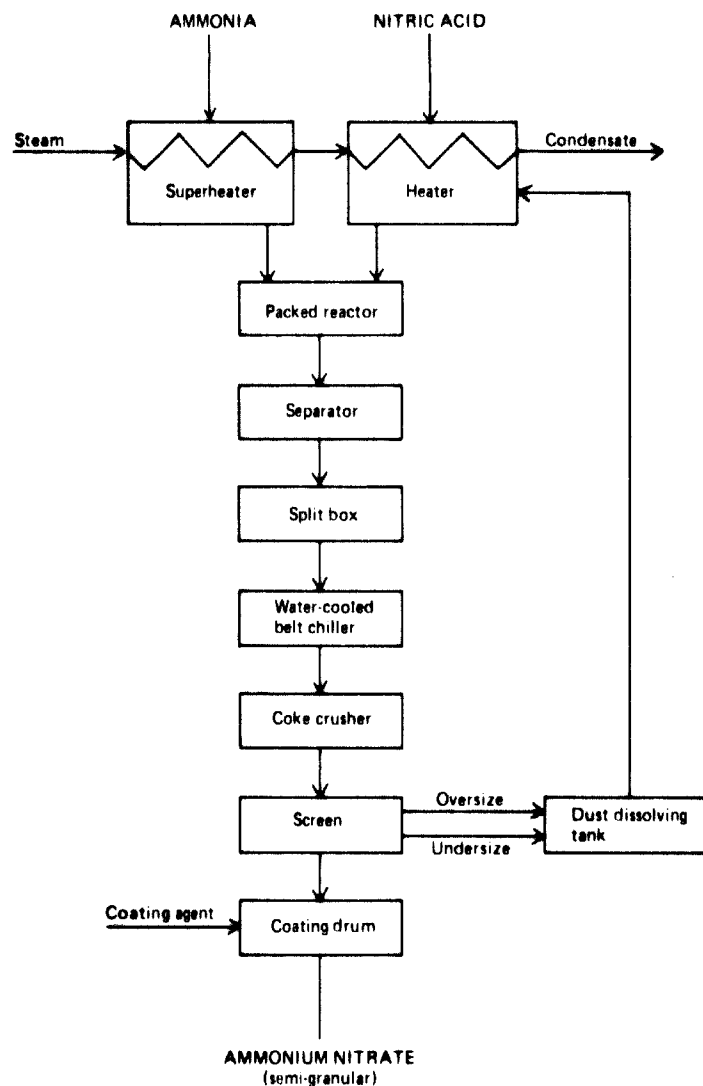 AMMONIA
NITRIC ACID
Steam
Condensate
Superheater
Heater
Packed reactor
Separator
Split box
Water-cooled
belt chiller
Coke crusher
Screen
Oversize
Undersize
Dust dissolving
tank
Coating agent
Coating drum
AMMONIUM NITRATE
(semi-granular)